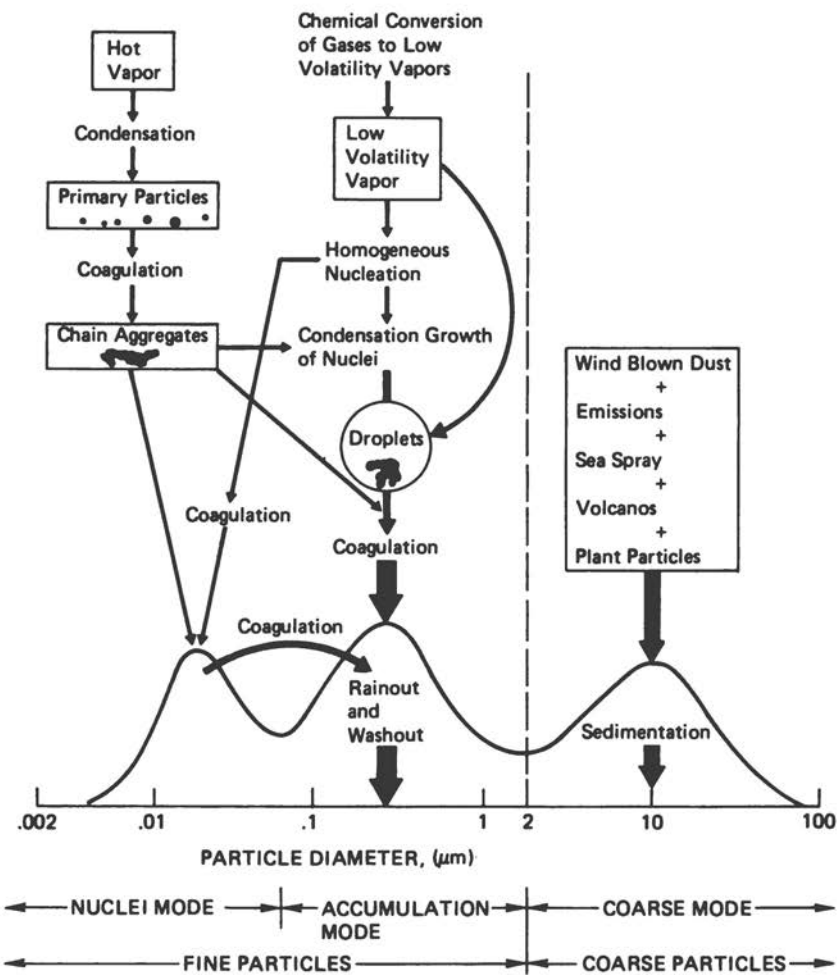 Hot
Vapor
Condensation
Primary Particles
Coagulation
Chain Aggregates
Chemical Conversion
of Gases to Low
Volatility Vapors
Low
Volatility
Vapor
Homogeneous
Nucleation
Condensation Growth
of Nuclei
Droplets
Coagulation
Coagulation
Coagulation
Rainout
and
Washout
Wind Blown Dust
+
Emissions
+
Sea Spray
+
Volcanos
+
Plant Particles
Sedimentation
.002 .01 .1 1 2 10 100
PARTICLE DIAMETER, (μm)
NUCLEI MODE ACCUMULATION COARSE MODE
MODE
FINE PARTICLES COARSE PARTICLES